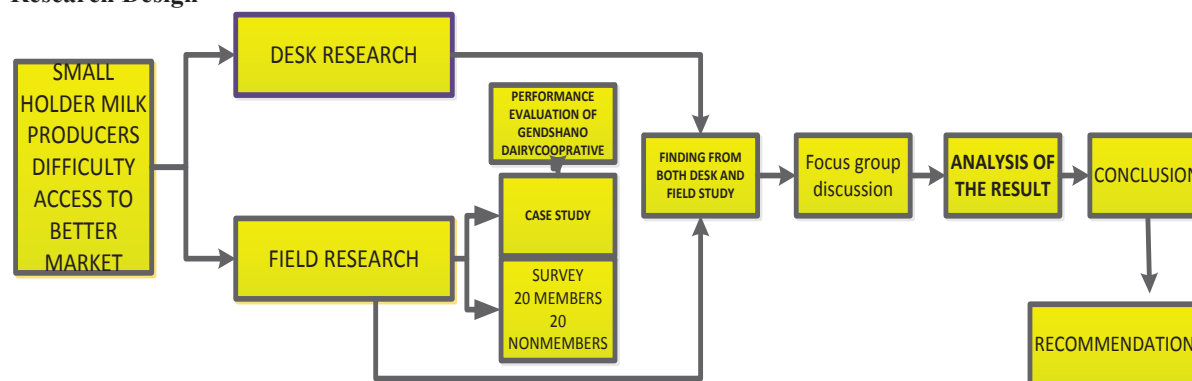 Research Design
SMALL
HOLDER MILK
PRODUCERS
DIFFICULTY
ACCESS TO
BETTER
MARKET
DESK RESEARCH
FIELD RESEARCH
PERFORMANCE
EVALUATION OF
GENDSHANO
DAIRYCOOPRATIVE
CASE STUDY
SURVEY
20 MEMBERS
20
NONMEMBERS
FINDING FROM
BOTH DESK AND
FIELD STUDY
Focus group
discussion
ANALYSIS OF
THE RESULT
CONCLUSION
RECOMMENDATION